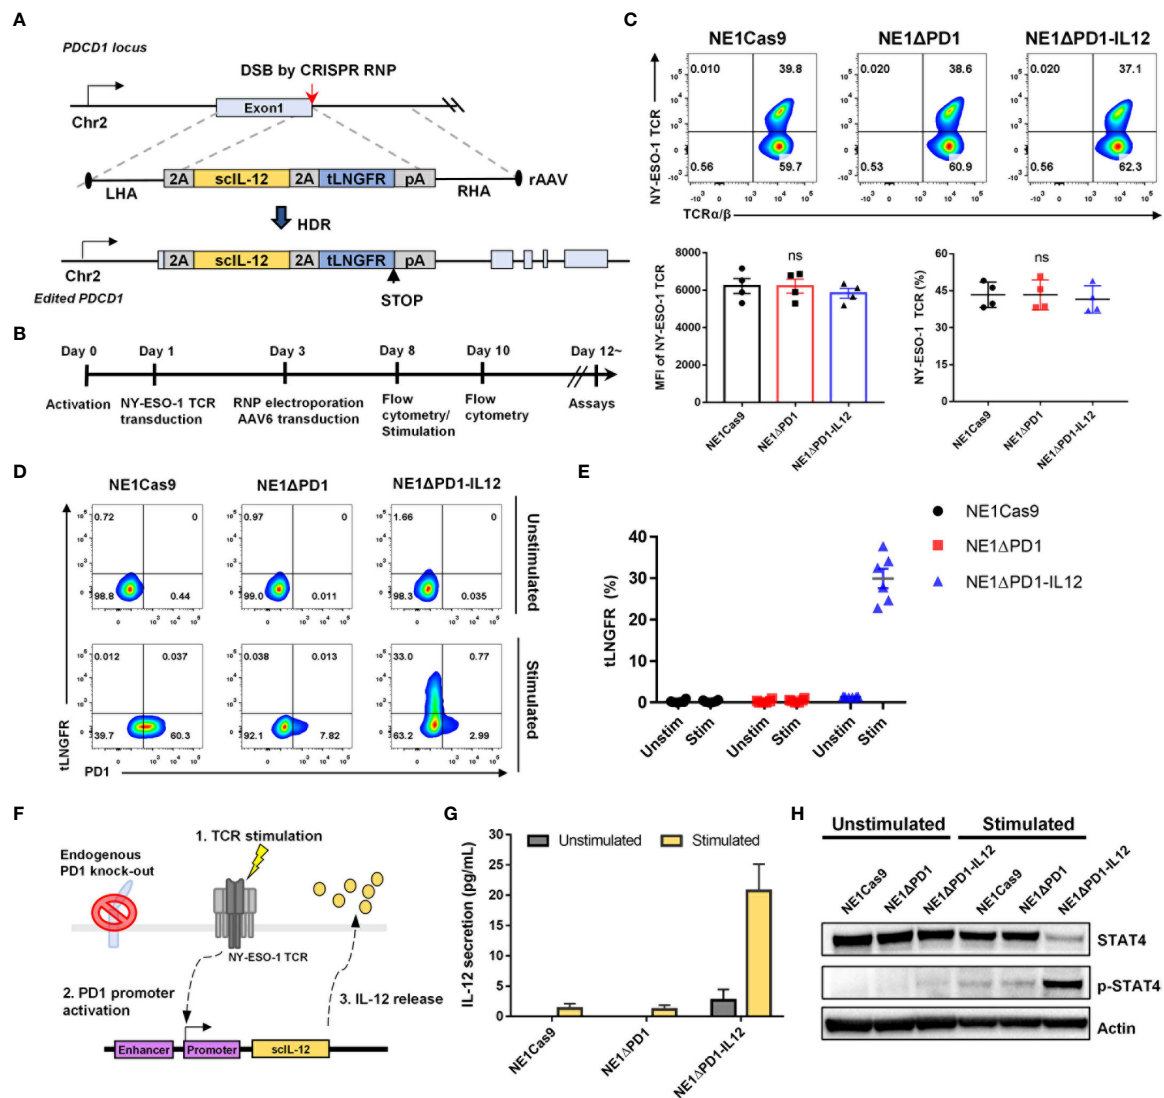 A
PDCD1 locus
DSB by CRISPR RNP
Exon1
Chr2
2A scIL-12 2A tLNGFR pA
LHA RHA rAAV
HDR
2A scIL-12 2A tLNGFR pA
Chr2
Edited PDCD1
STOP
B
Day 0 Day 1 Day 3 Day 8 Day 10 Day 12~
Activation
NY-ESO-1 TCR
transduction
RNP electroporation
AAV6 transduction
Flow
cytometry/
Stimulation
Flow
cytometry
Assays
C
NE1Cas9 NE1ΔPD1 NE1ΔPD1-IL12
NY-ESO-1 TCR
0.010 39.8
0.56 59.7
0.020 38.6
0.53 60.9
0.020 37.1
0.56 62.3
TCRα/β
MFI of NY-ESO-1 TCR
8000
6000
4000
2000
0
ns
NE1Cas9
NE1ΔPD1
NE1ΔPD1-IL12
NY-ESO-1 TCR (%)
60
45
30
15
0
ns
NE1Cas9
NE1ΔPD1
NE1ΔPD1-IL12
D
NE1Cas9 NE1ΔPD1 NE1ΔPD1-IL12
0.72 0
98.8 0.44
0.97 0
99.0 0.011
1.66 0
98.3 0.035
Unstimulated
0.012 0.037
39.7 60.3
0.038 0.013
92.1 7.82
33.0 0.77
63.2 2.99
Stimulated
tLNGFR
PD1
E
NE1Cas9
NE1ΔPD1
NE1ΔPD1-IL12
tLNGFR (%)
40
30
20
10
0
Unstim
Stim
Unstim
Stim
Unstim
Stim
F
1. TCR stimulation
Endogenous
PD1 knock-out
NY-ESO-1 TCR
2. PD1 promoter
activation
3. IL-12 release
Enhancer Promoter scIL-12
G
Unstimulated Stimulated
IL-12 secretion (pg/mL)
30
25
20
15
10
5
0
NE1Cas9
NE1ΔPD1
NE1ΔPD1-IL12
H
Unstimulated Stimulated
NE1Cas9
NE1ΔPD1
NE1ΔPD1-IL12
NE1Cas9
NE1ΔPD1
NE1ΔPD1-IL12
STAT4
p-STAT4
Actin